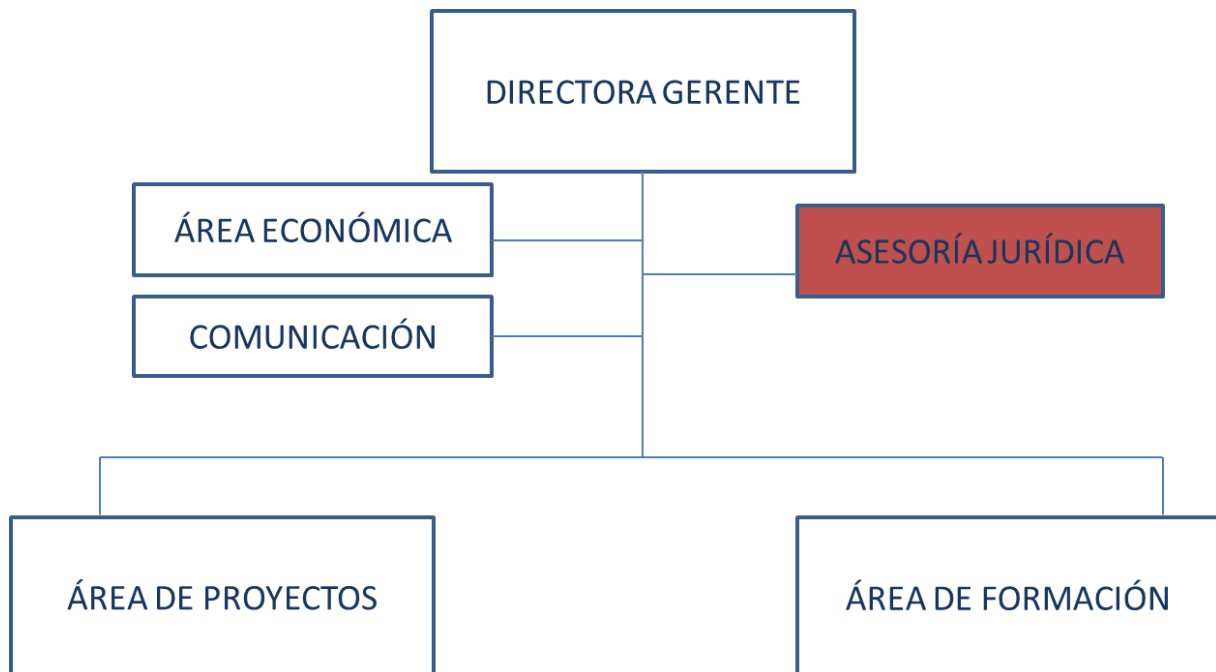 DIRECTORA GERENTE
ÁREA ECONÓMICA
ASESORÍA JURÍDICA
COMUNICACIÓN
ÁREA DE PROYECTOS
ÁREA DE FORMACIÓN